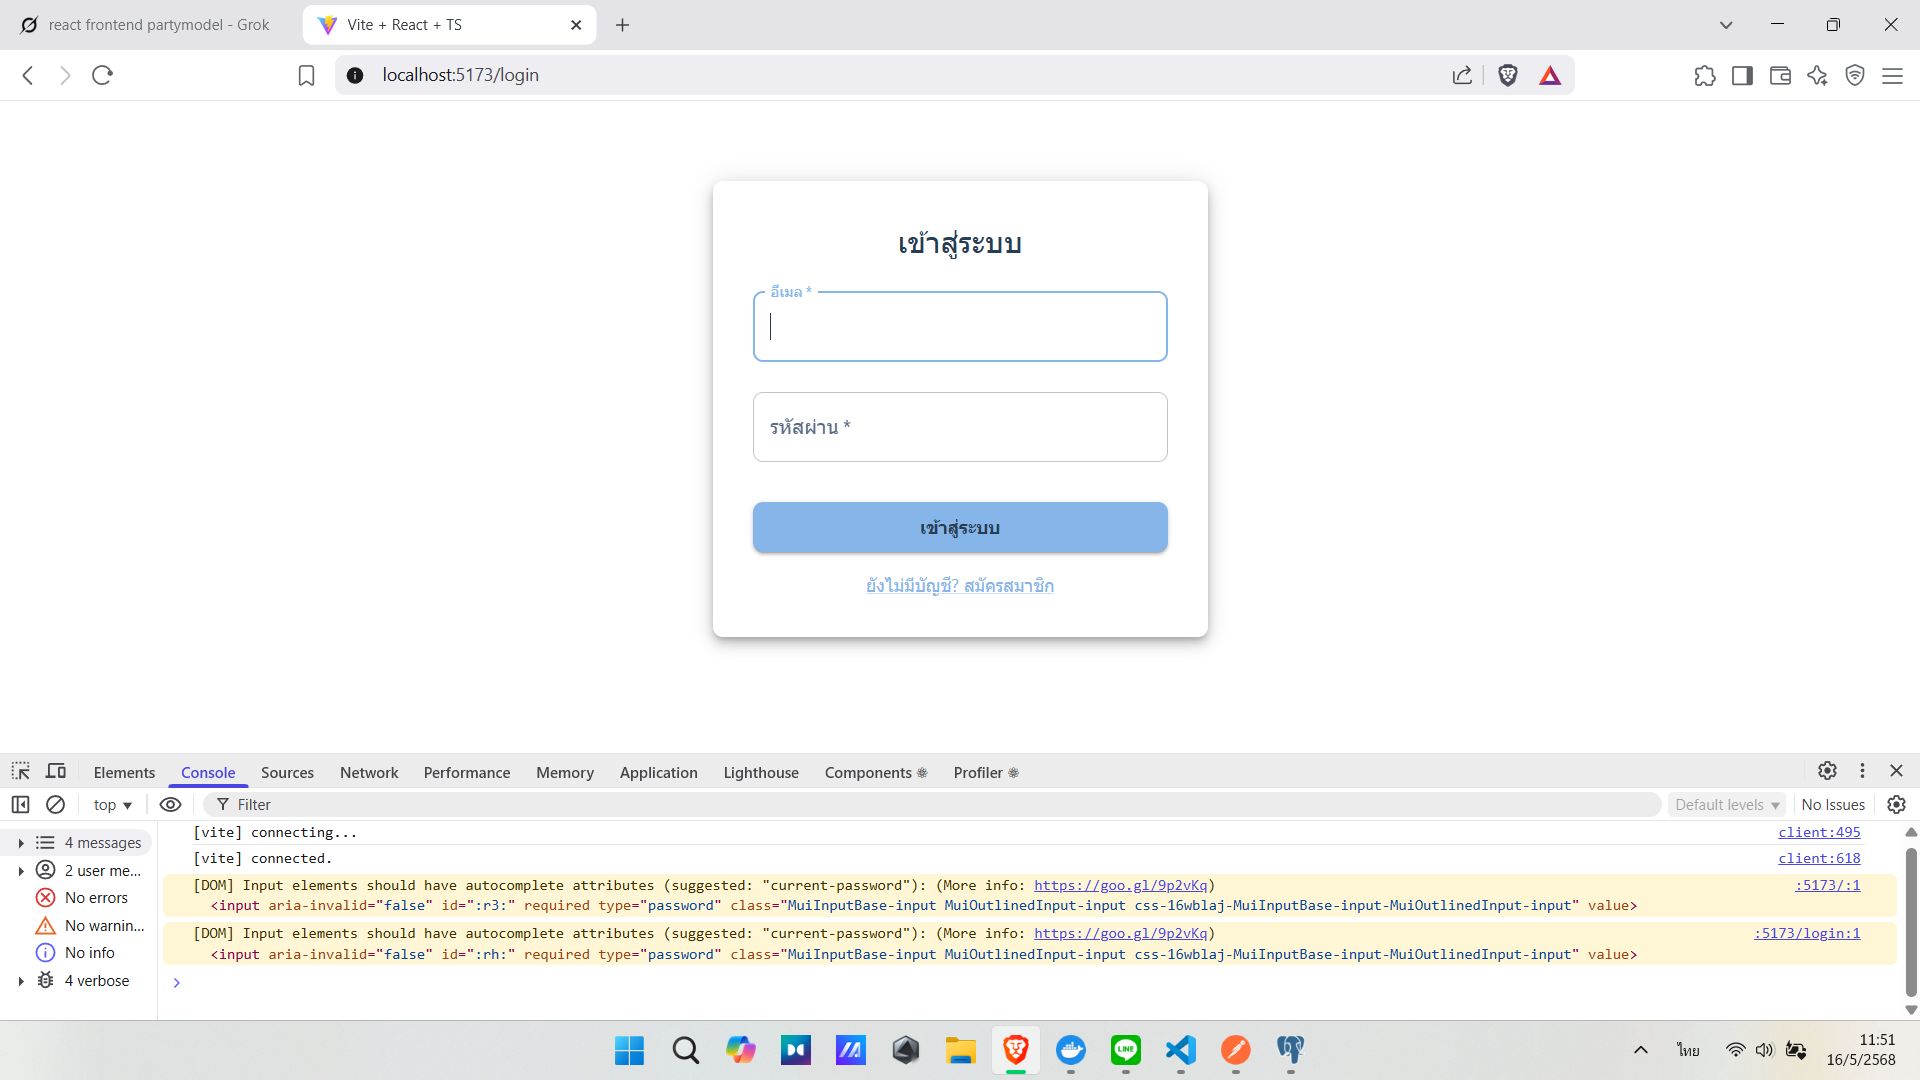 react frontend partymodel - Grok
Vite + React + TS
localhost:5173/login
เข้าสู่ระบบ
อีเมล *
รหัสผ่าน *
เข้าสู่ระบบ
ยังไม่มีบัญชี? สมัครสมาชิก
Elements Console Sources Network Performance Memory Application Lighthouse Components Profiler
top Filter Default levels No Issues
4 messages
2 user me...
No errors
No warnin...
No info
4 verbose
[vite] connecting... client:495
[vite] connected. client:618
[DOM] Input elements should have autocomplete attributes (suggested: "current-password"): (More info: https://goo.gl/9p2vKq) :5173/:1
<input aria-invalid="false" id=":r3:" required type="password" class="MuiInputBase-input MuiOutlinedInput-input css-16wblaj-MuiInputBase-input-MuiOutlinedInput-input" value>
[DOM] Input elements should have autocomplete attributes (suggested: "current-password"): (More info: https://goo.gl/9p2vKq) :5173/login:1
<input aria-invalid="false" id=":rh:" required type="password" class="MuiInputBase-input MuiOutlinedInput-input css-16wblaj-MuiInputBase-input-MuiOutlinedInput-input" value>
LINE
ไทย
11:51
16/5/2568